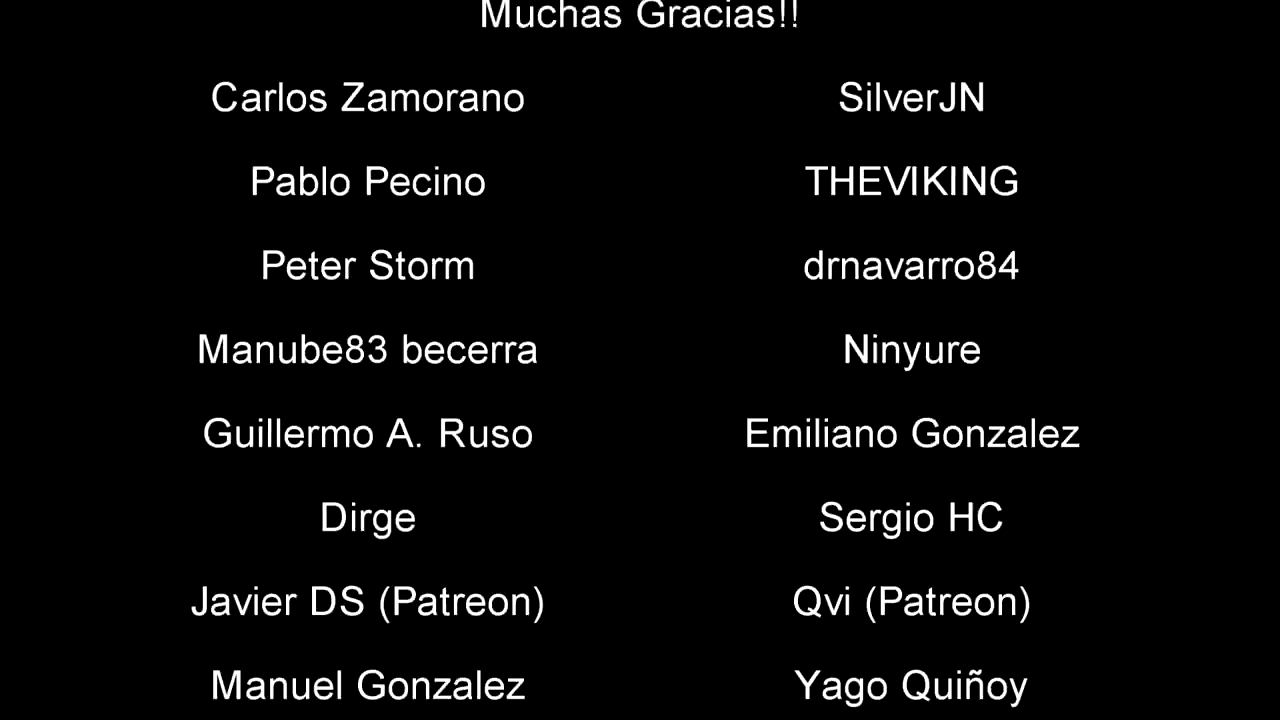 Muchas Gracias!!
Carlos Zamorano SilverJN
Pablo Pecino THEVIKING
Peter Storm drnavarro84
Manube83 becerra Ninyure
Guillermo A. Ruso Emiliano Gonzalez
Dirge Sergio HC
Javier DS (Patreon) Qvi (Patreon)
Manuel Gonzalez Yago Quiñoy